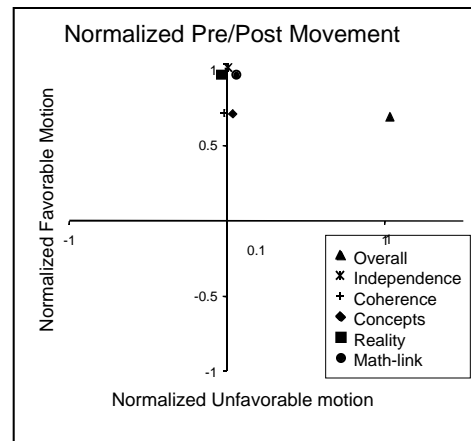 Normalized Pre/Post Movement
Normalized Favorable Motion
1
0.5
-1
0.1
1
-0.5
-1
Overall
Independence
Coherence
Concepts
Reality
Math-link
Normalized Unfavorable motion